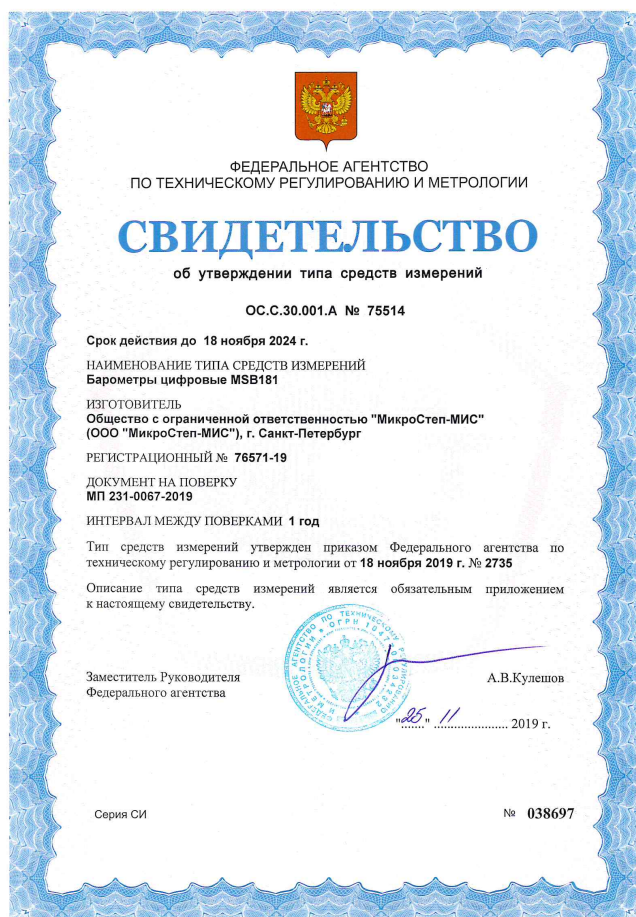 ФЕДЕРАЛЬНОЕ АГЕНТСТВО
ПО ТЕХНИЧЕСКОМУ РЕГУЛИРОВАНИЮ И МЕТРОЛОГИИ
СВИДЕТЕЛЬСТВО
об утверждении типа средств измерений
ОС.С.30.001.А № 75514
Срок действия до 18 ноября 2024 г.
НАИМЕНОВАНИЕ ТИПА СРЕДСТВ ИЗМЕРЕНИЙ
Барометры цифровые MSB181
ИЗГОТОВИТЕЛЬ
Общество с ограниченной ответственностью "МикроСтеп-МИС"
(ООО "МикроСтеп-МИС"), г. Санкт-Петербург
РЕГИСТРАЦИОННЫЙ № 76571-19
ДОКУМЕНТ НА ПОВЕРКУ
МП 231-0067-2019
ИНТЕРВАЛ МЕЖДУ ПОВЕРКАМИ 1 год
Тип средств измерений утвержден приказом Федерального агентства по
техническому регулированию и метрологии от 18 ноября 2019 г. № 2735
Описание типа средств измерений является обязательным приложением
к настоящему свидетельству.
Заместитель Руководителя
Федерального агентства
А.В.Кулешов
"25" 11 2019 г.
Серия СИ
№ 038697